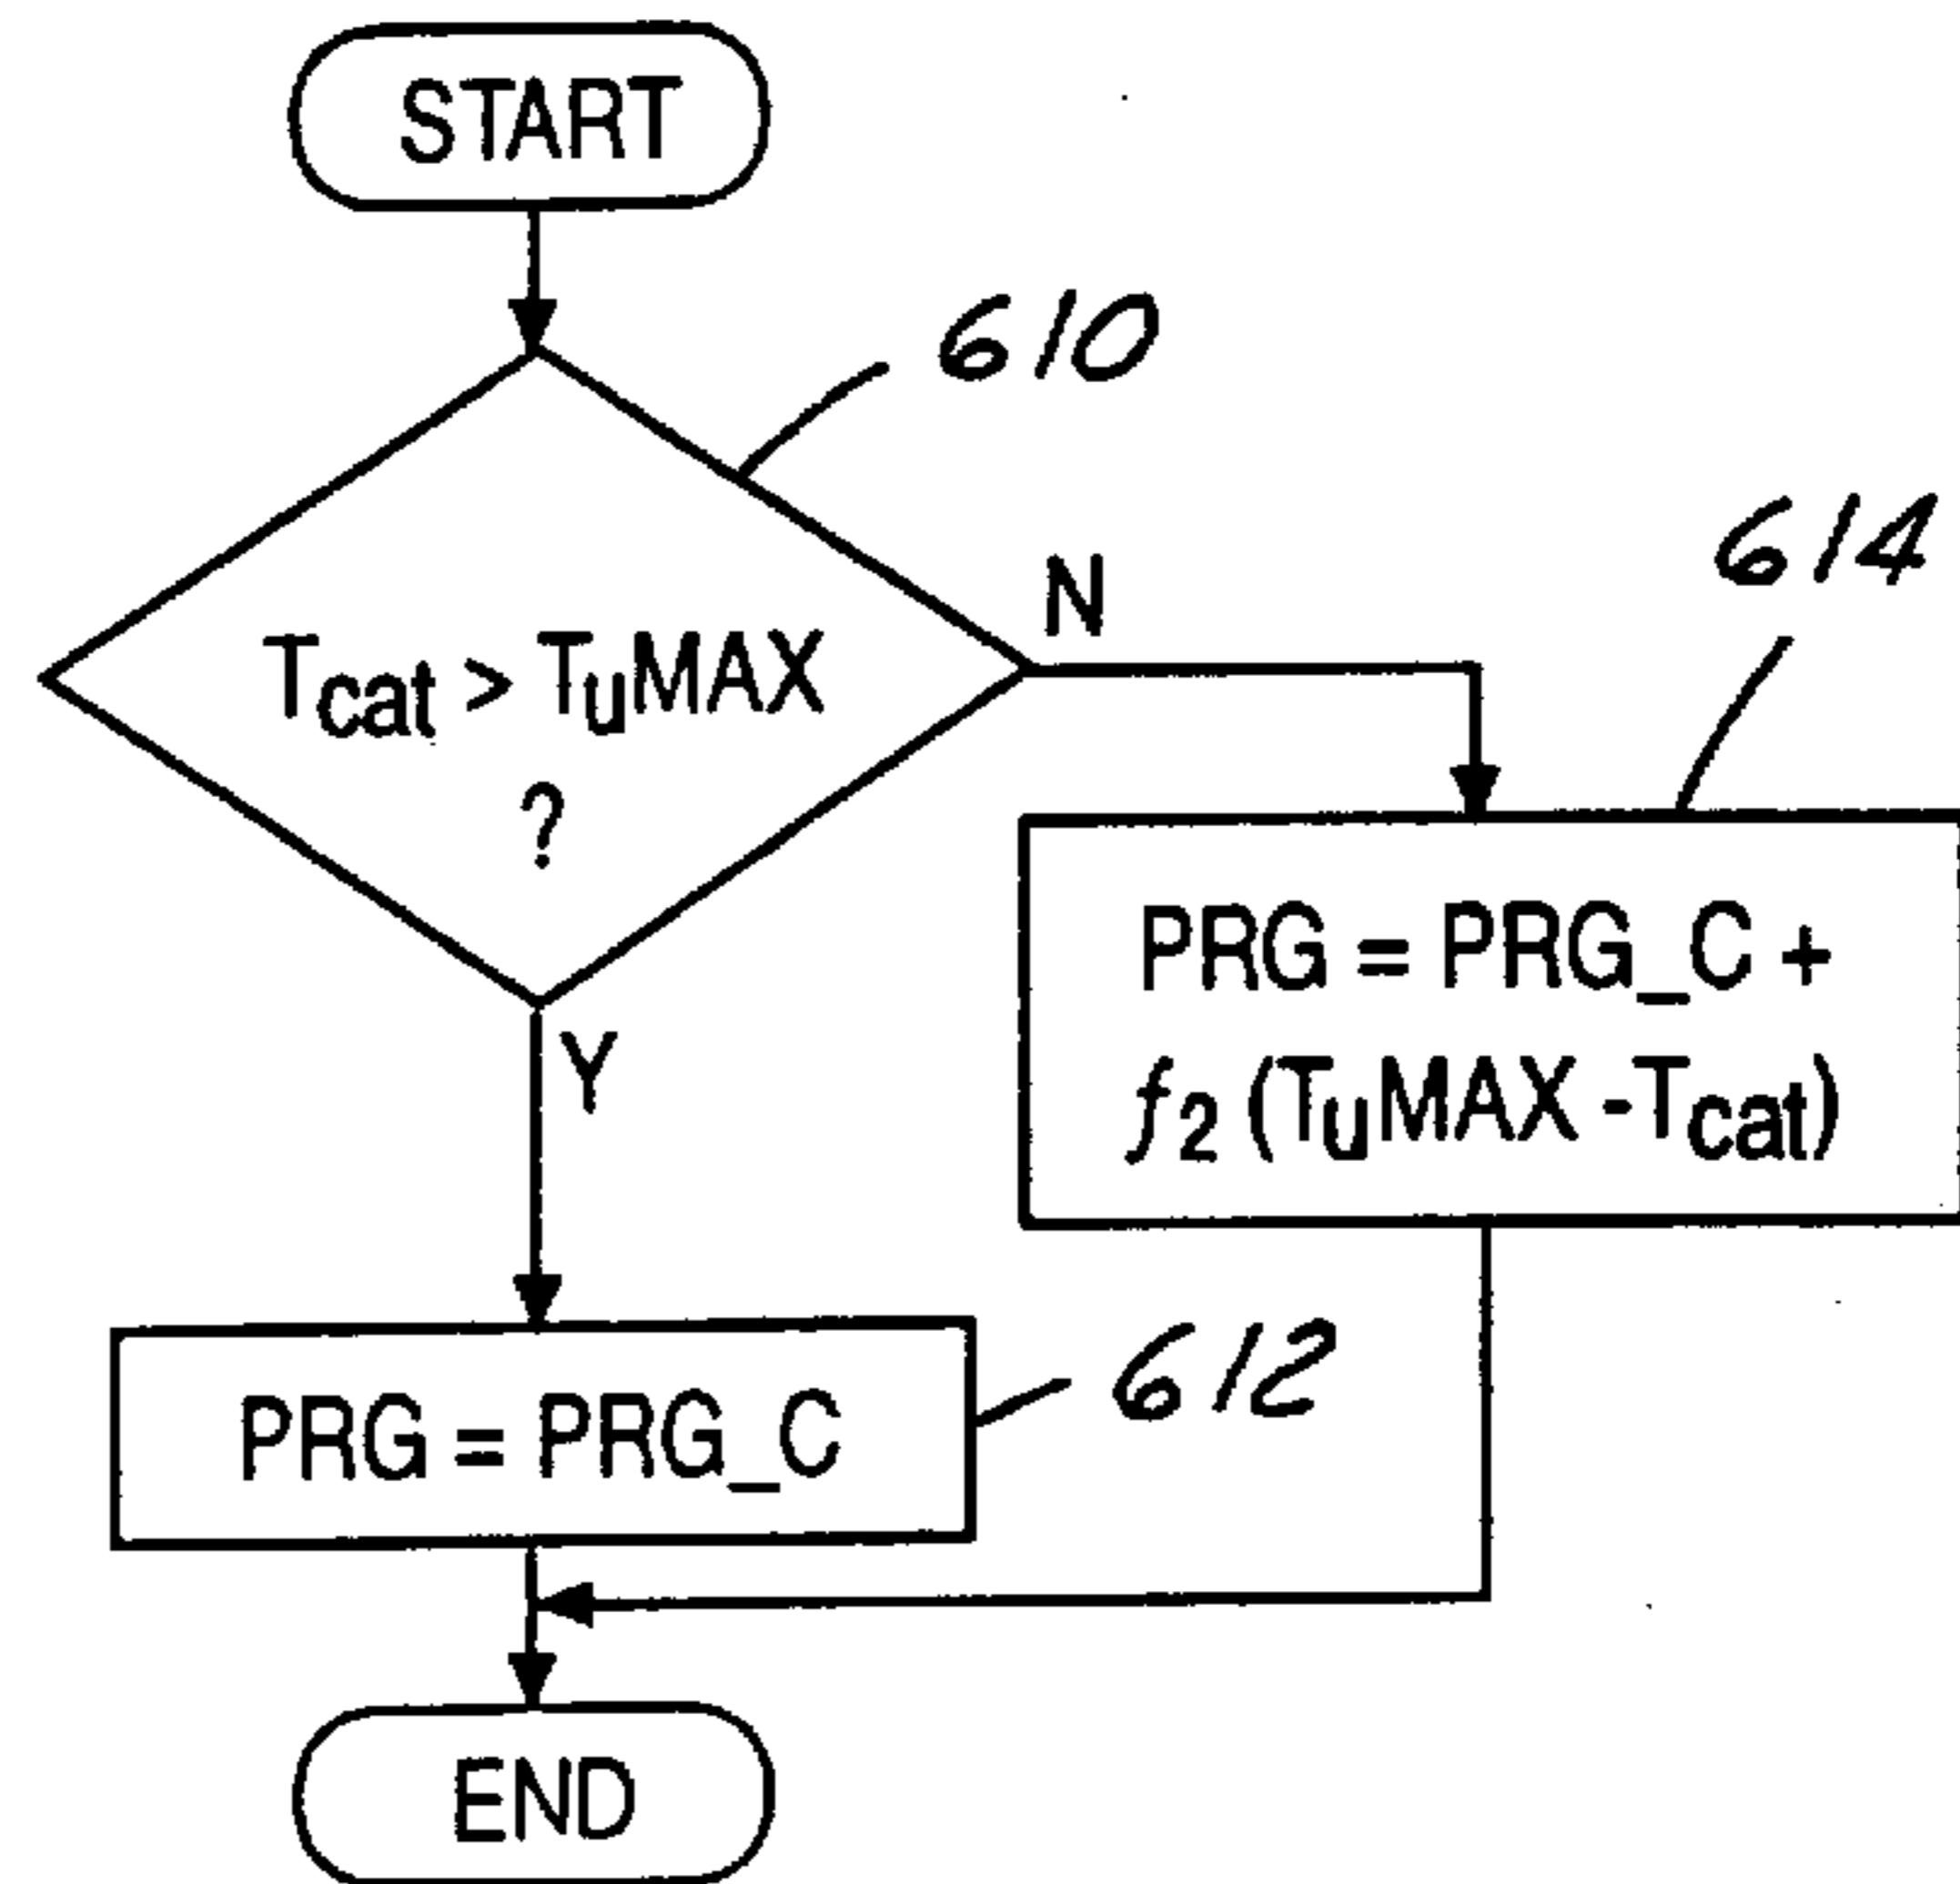 START
610
Tcat > TuMAX
?
N
614
PRG = PRG_C +
f2 (TuMAX -Tcat)
Y
PRG = PRG_C
612
END